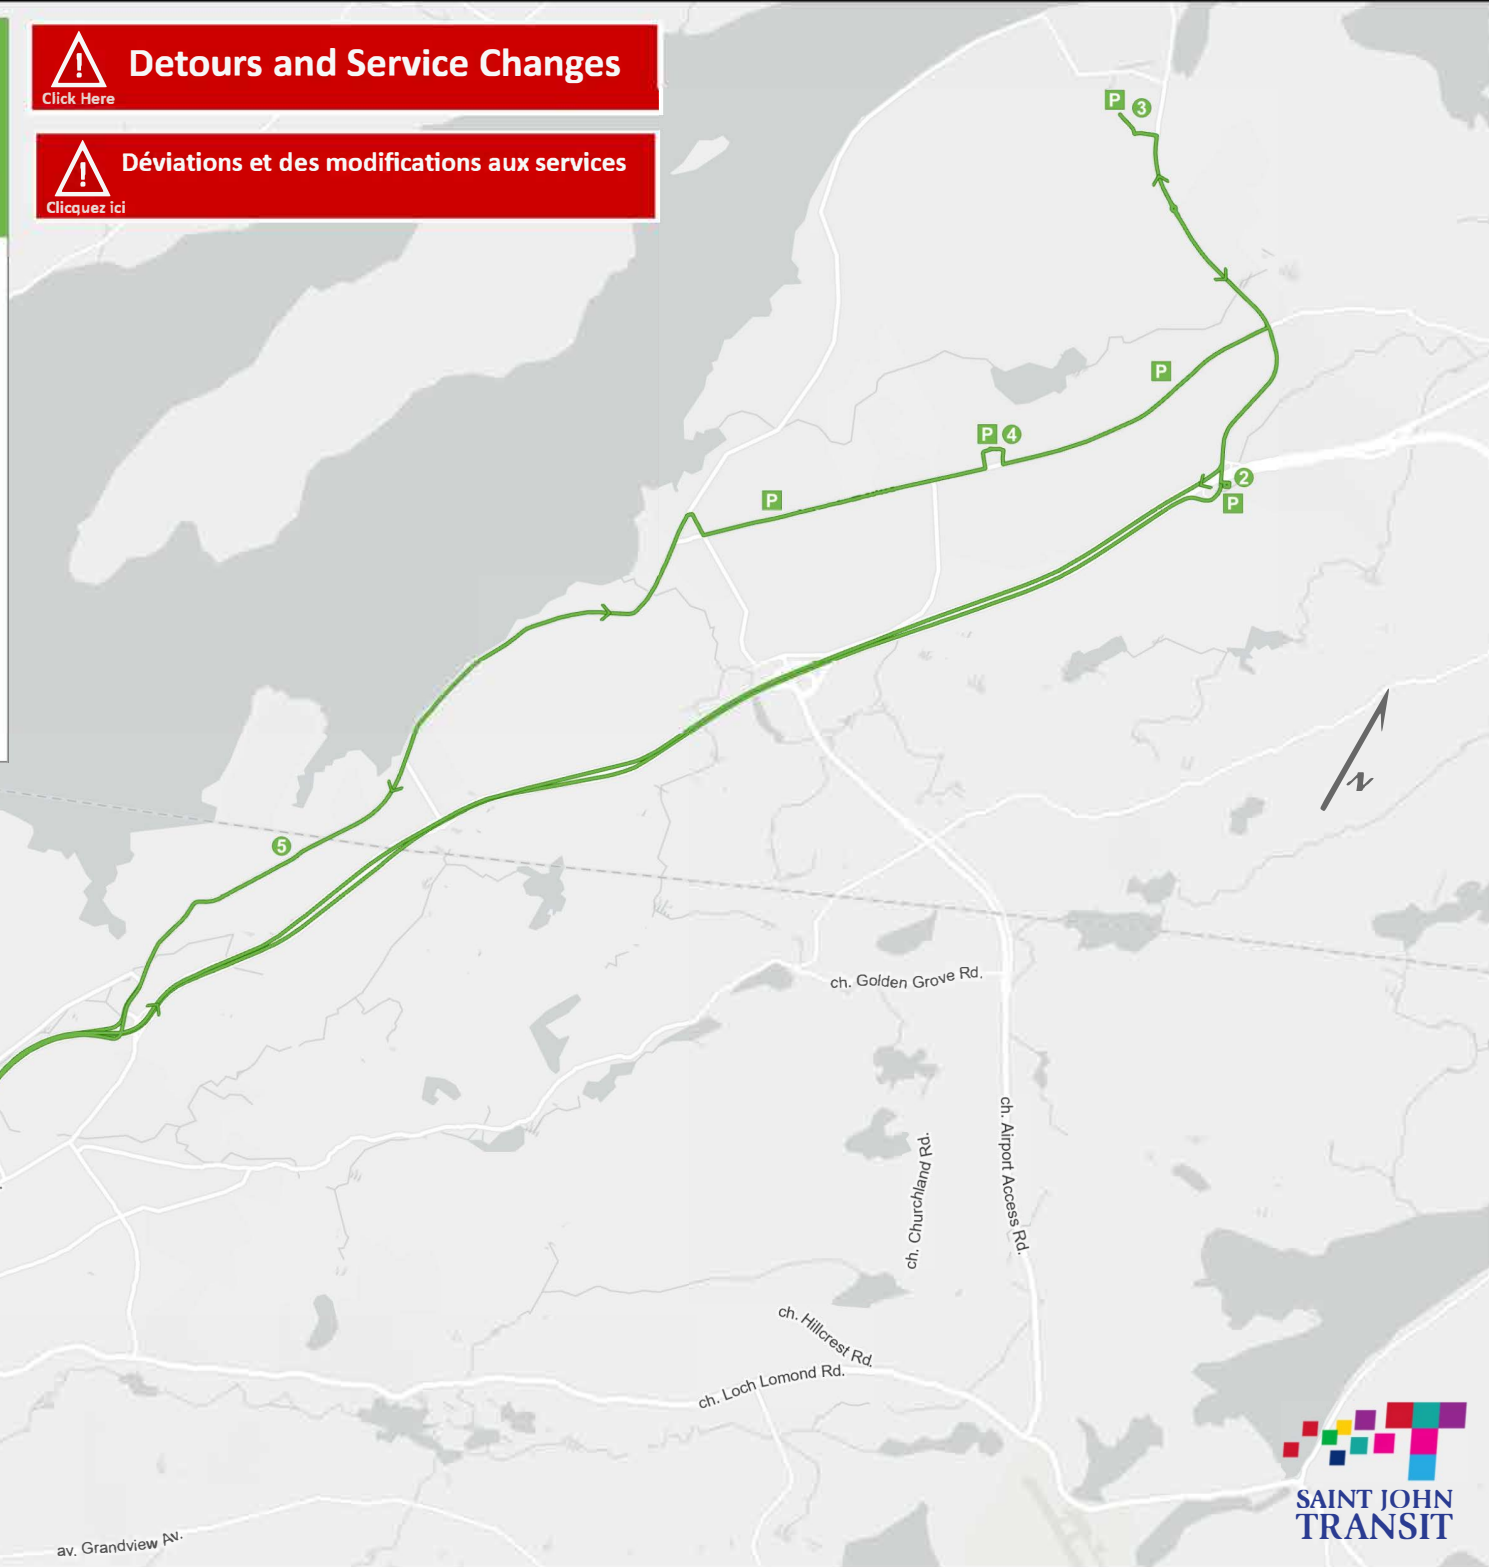 Detours and Service Changes
Click Here
Déviations et des modifications aux services
Clicquez ici
P 3
P
P 4
P
2
P
N
5
ch. Golden Grove Rd.
ch. Airport Access Rd.
ch. Churchland Rd.
ch. Hillcrest Rd.
ch. Loch Lomond Rd.
av. Grandview Av.
SAINT JOHN
TRANSIT